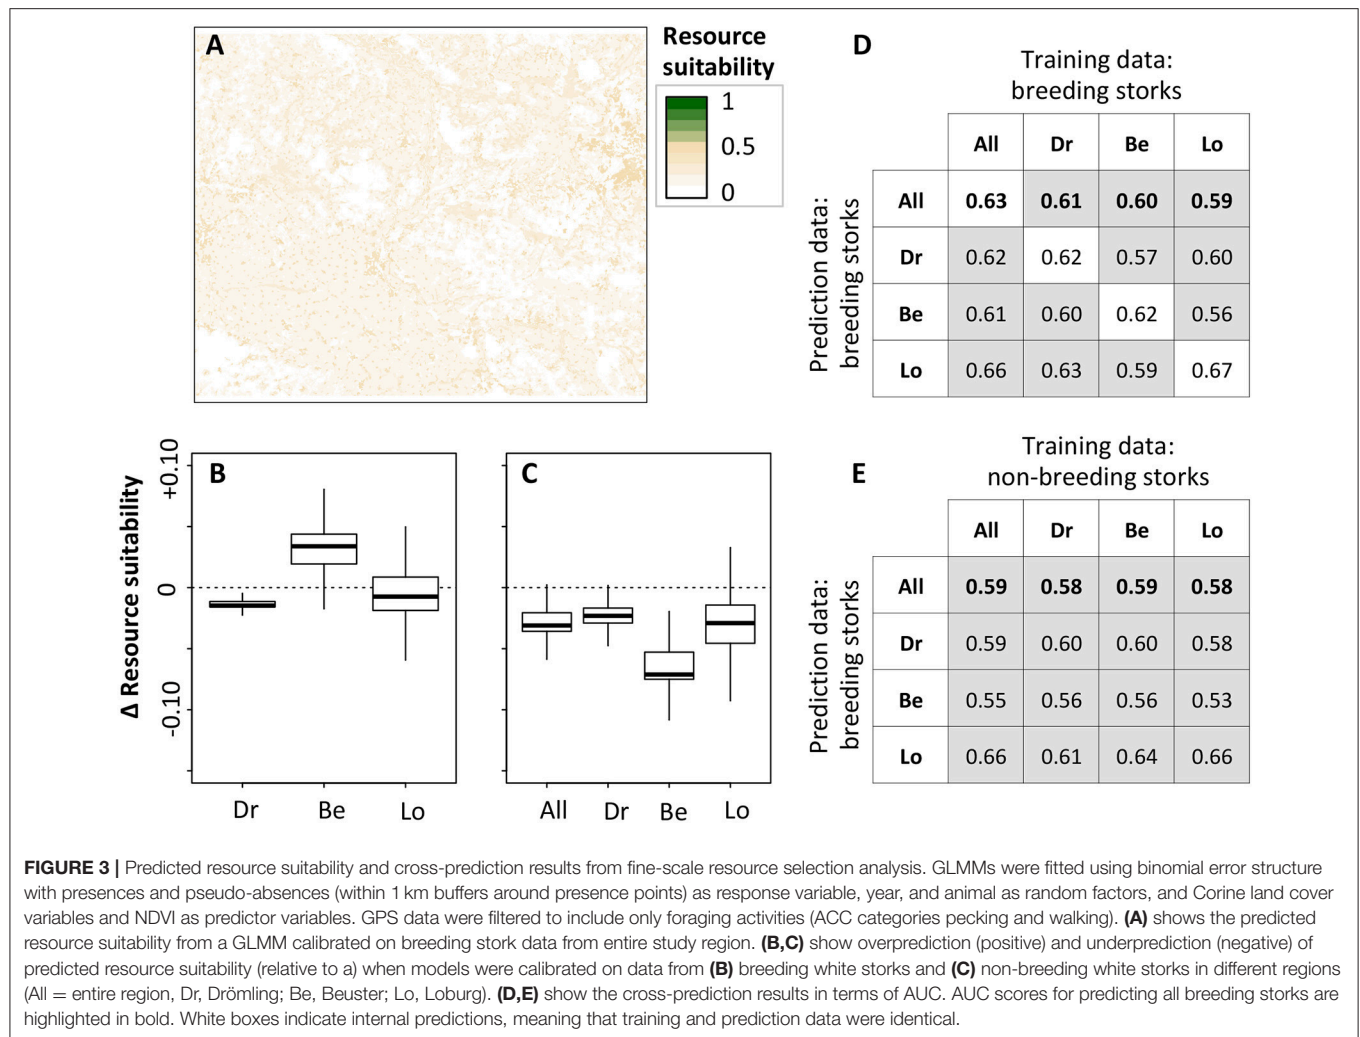 A
Resource
suitability
1
0.5
0
D
Training data:
breeding storks
Prediction data:
breeding storks
All Dr Be Lo
All 0.63 0.61 0.60 0.59
Dr 0.62 0.62 0.57 0.60
Be 0.61 0.60 0.62 0.56
Lo 0.66 0.63 0.59 0.67
Δ Resource suitability
+0.10
0
-0.10
B
Dr Be Lo
C
All Dr Be Lo
E
Training data:
non-breeding storks
Prediction data:
breeding storks
All Dr Be Lo
All 0.59 0.58 0.59 0.58
Dr 0.59 0.60 0.60 0.58
Be 0.55 0.56 0.56 0.53
Lo 0.66 0.61 0.64 0.66
FIGURE 3 | Predicted resource suitability and cross-prediction results from fine-scale resource selection analysis. GLMMs were fitted using binomial error structure
with presences and pseudo-absences (within 1 km buffers around presence points) as response variable, year, and animal as random factors, and Corine land cover
variables and NDVI as predictor variables. GPS data were filtered to include only foraging activities (ACC categories pecking and walking). (A) shows the predicted
resource suitability from a GLMM calibrated on breeding stork data from entire study region. (B,C) show overprediction (positive) and underprediction (negative) of
predicted resource suitability (relative to a) when models were calibrated on data from (B) breeding white storks and (C) non-breeding white storks in different regions
(All = entire region, Dr, Drömling; Be, Beuster; Lo, Loburg). (D,E) show the cross-prediction results in terms of AUC. AUC scores for predicting all breeding storks are
highlighted in bold. White boxes indicate internal predictions, meaning that training and prediction data were identical.